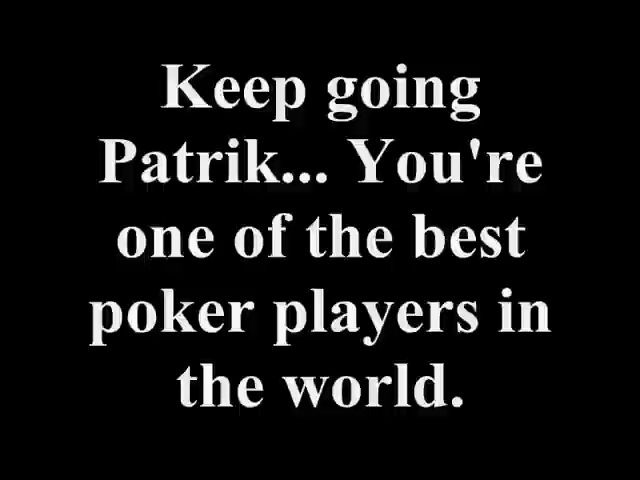 Keep going
Patrik... You're
one of the best
poker players in
the world.